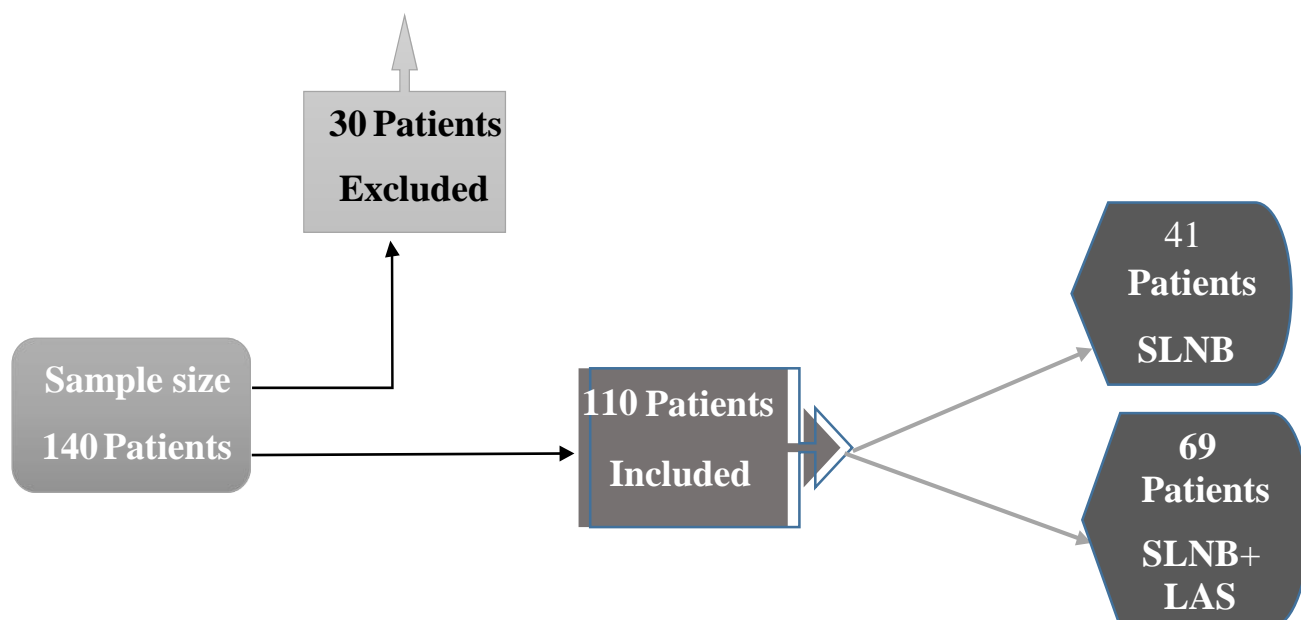 30 Patients
Excluded
Sample size
140 Patients
110 Patients
Included
41
Patients
SLNB
69
Patients
SLNB+
LAS